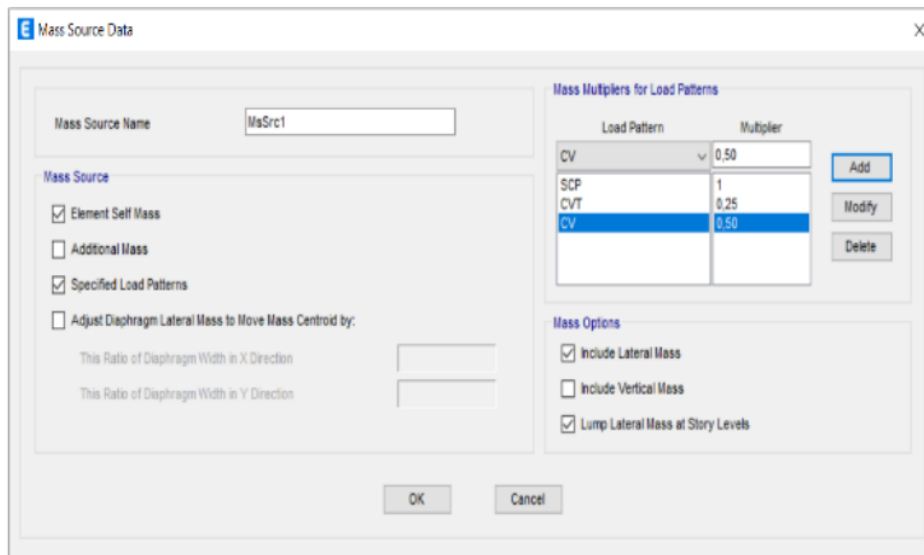 E Mass Source Data X
Mass Source Name MsSrc1
Mass Source
Element Self Mass
Additional Mass
Specified Load Patterns
Adjust Diaphragm Lateral Mass to Move Mass Centroid by:
This Ratio of Diaphragm Width in X Direction
This Ratio of Diaphragm Width in Y Direction
Mass Multipliers for Load Patterns
Load Pattern Multiplier
CV 0,50
SCP 1
CVT 0,25
CV 0,50
Add
Modify
Delete
Mass Options
Include Lateral Mass
Include Vertical Mass
Lump Lateral Mass at Story Levels
OK Cancel